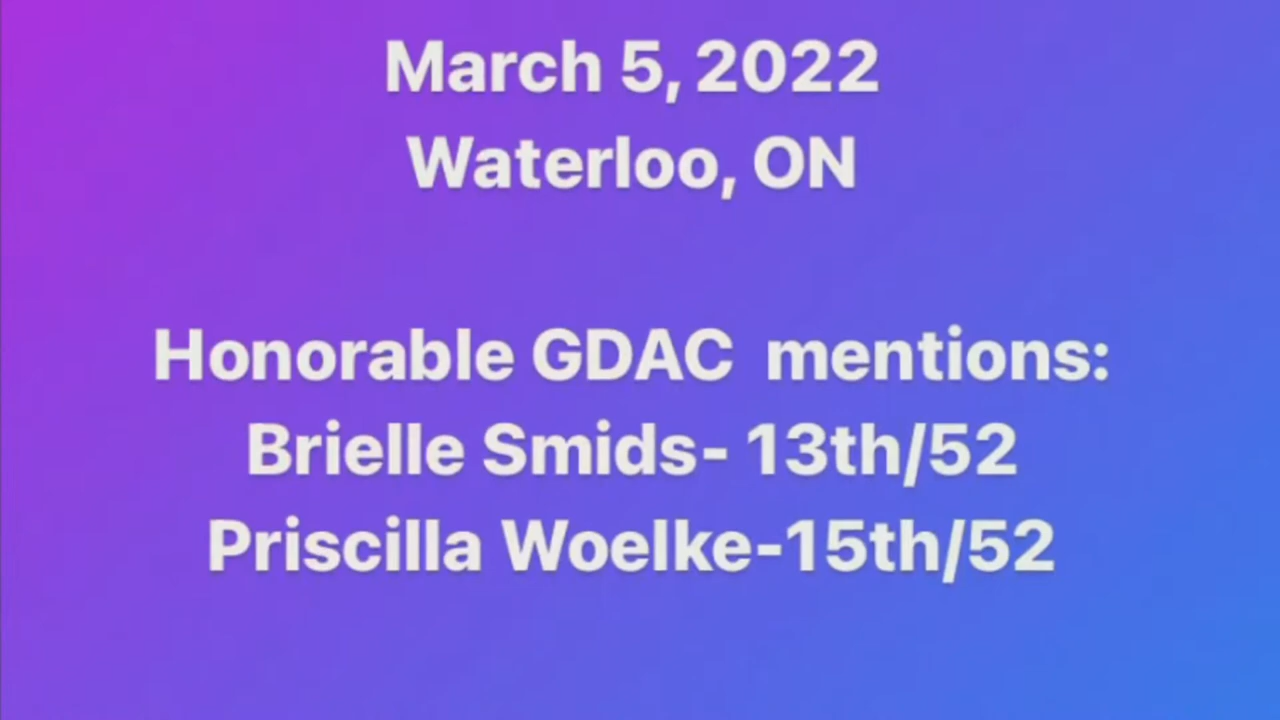 March 5, 2022
Waterloo, ON
Honorable GDAC  mentions:
Brielle Smids- 13th/52
Priscilla Woelke-15th/52